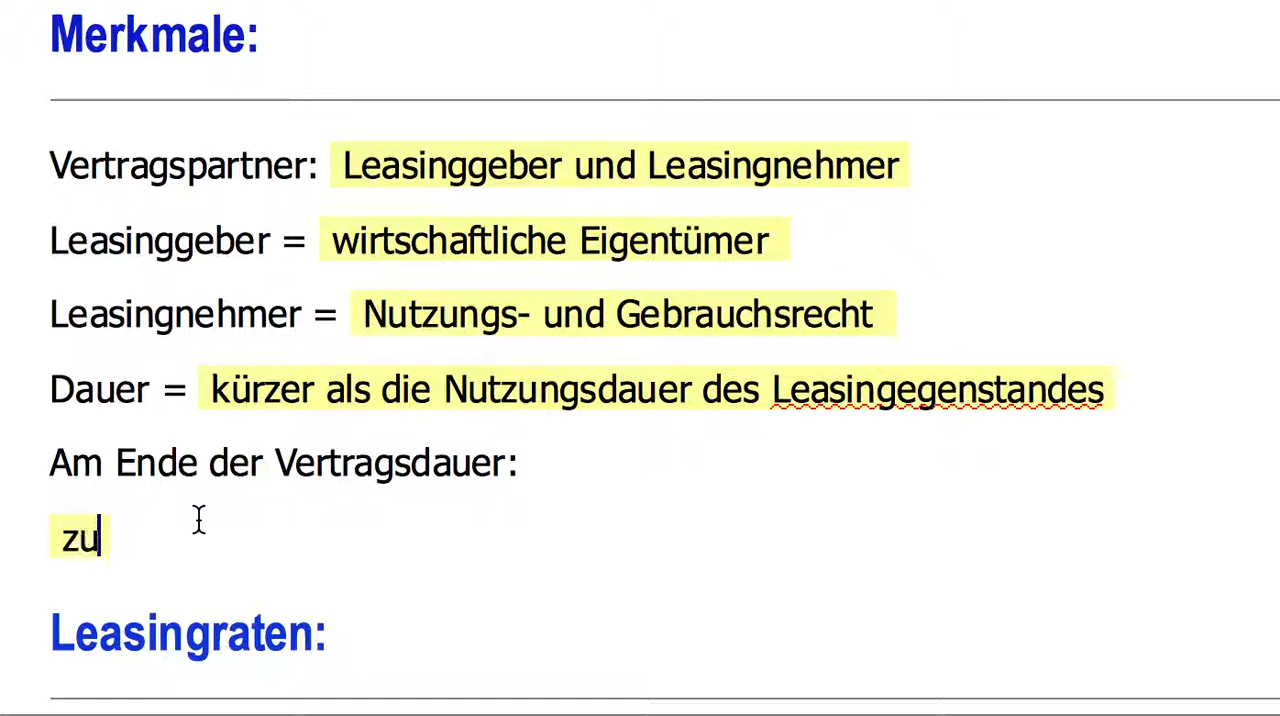 Merkmale:
Vertragspartner: Leasinggeber und Leasingnehmer
Leasinggeber = wirtschaftliche Eigentümer
Leasingnehmer = Nutzungs- und Gebrauchsrecht
Dauer = kürzer als die Nutzungsdauer des Leasingegenstandes
Am Ende der Vertragsdauer:
zu
Leasingraten: